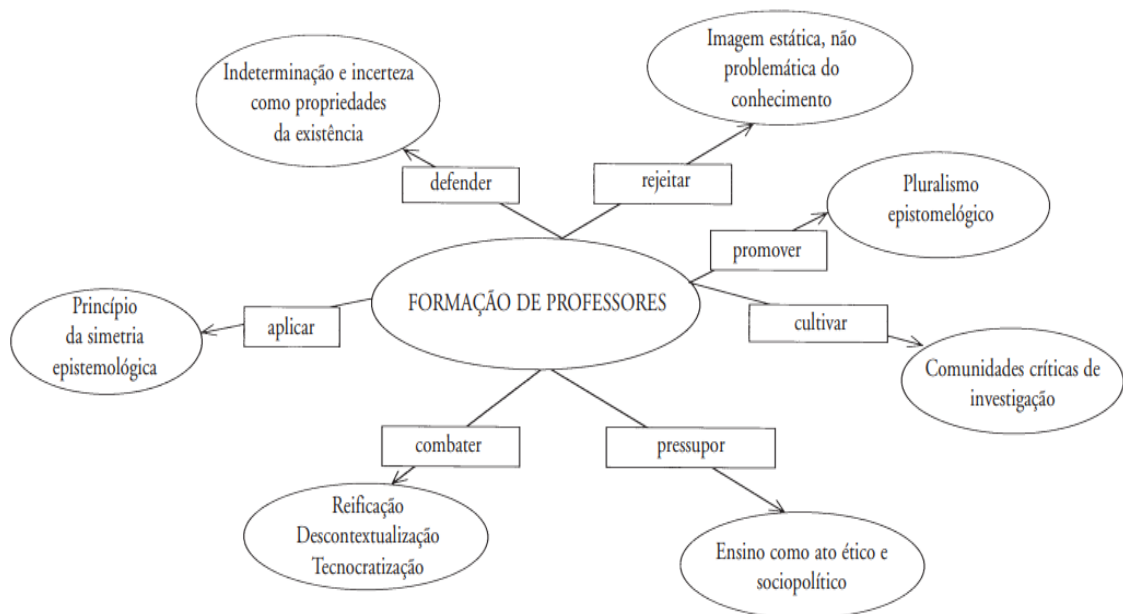 Imagem estática, não
problemática do
conhecimento
Indeterminação e incerteza
como propriedades
da existência
defender
rejeitar
Pluralismo
epistomelógico
promover
FORMAÇÃO DE PROFESSORES
Princípio
da simetria
epistemológica
aplicar
cultivar
Comunidades críticas de
investigação
combater
pressupor
Reificação
Descontextualização
Tecnocratização
Ensino como ato ético e
sociopolítico